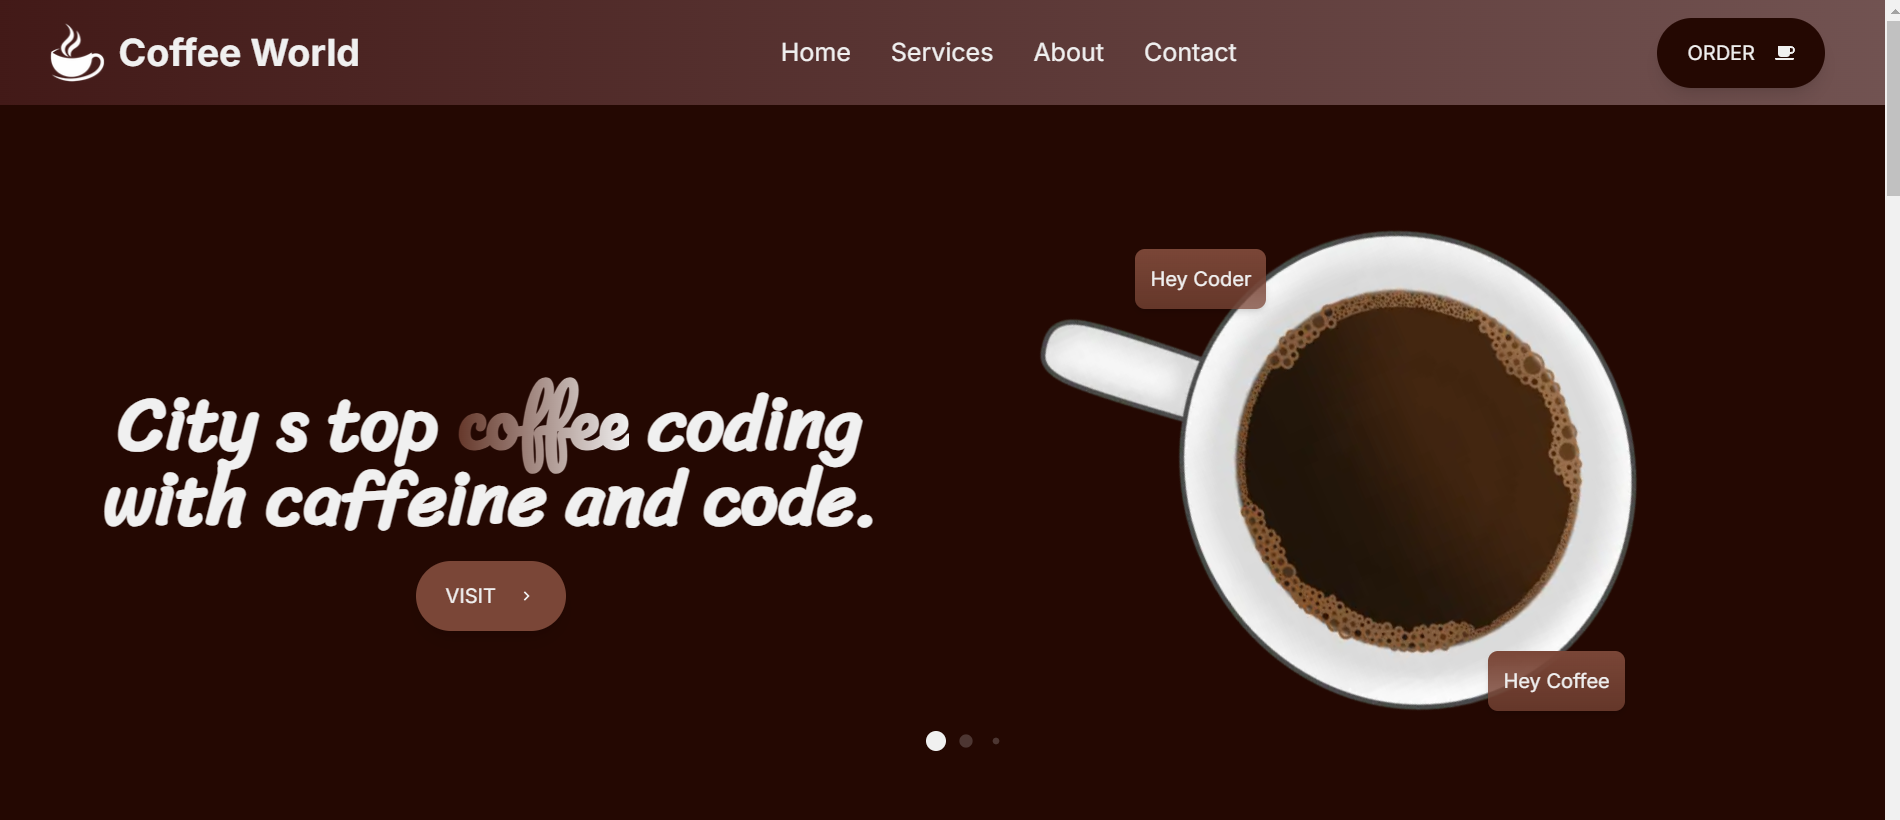 Coffee World
Home
Services
About
Contact
ORDER
Hey Coder
City s top coffee coding
with caffeine and code.
VISIT
Hey Coffee